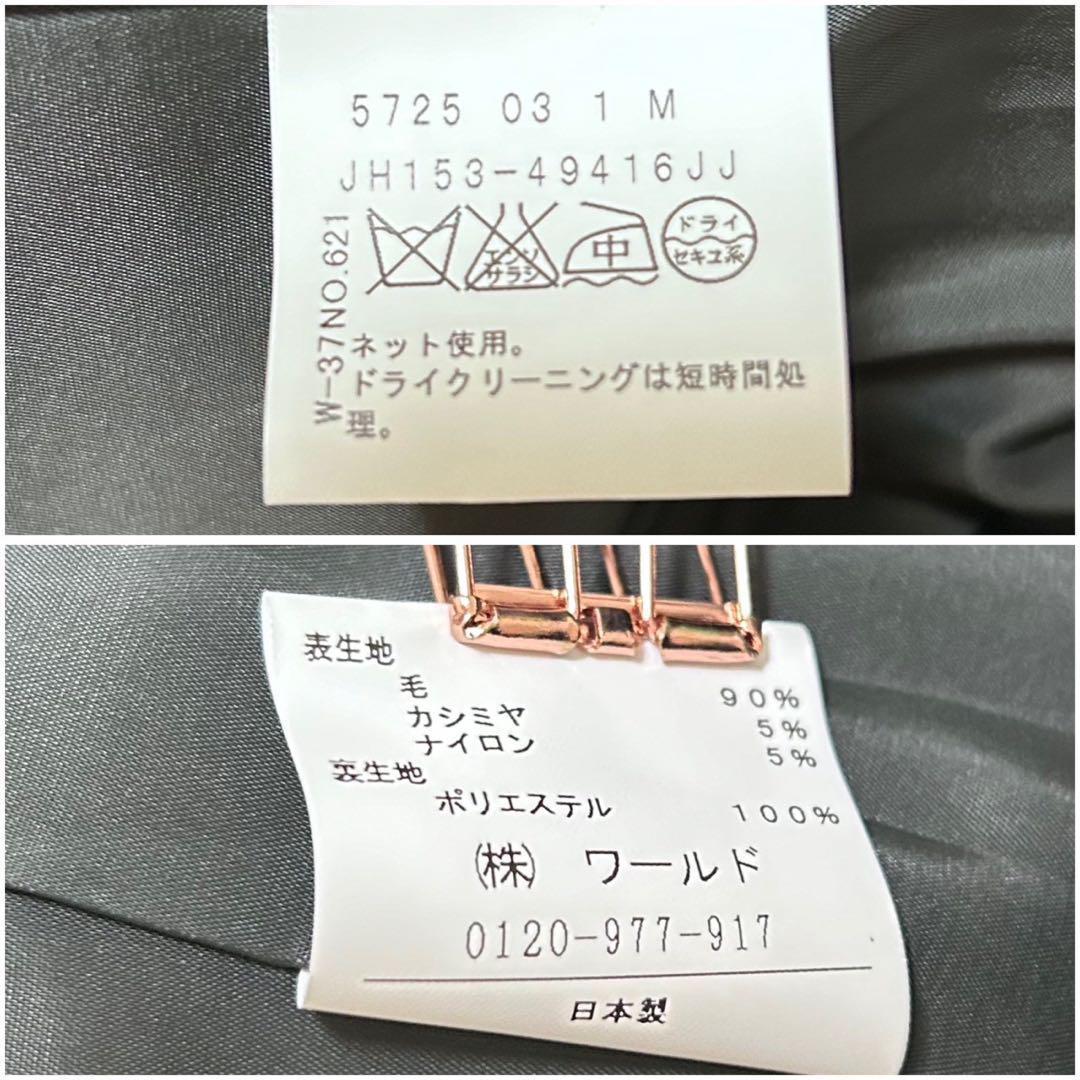 5725 03 1 M
JH153-49416JJ
W-37NO.621
エンソ
サラシ
中
ドライ
セキユ系
ネット使用。
ドライクリーニングは短時間処
理。
表生地
毛 90%
カシミヤ 5%
ナイロン 5%
裏生地
ポリエステル 100%
(株) ワールド
0120-977-917
日本製